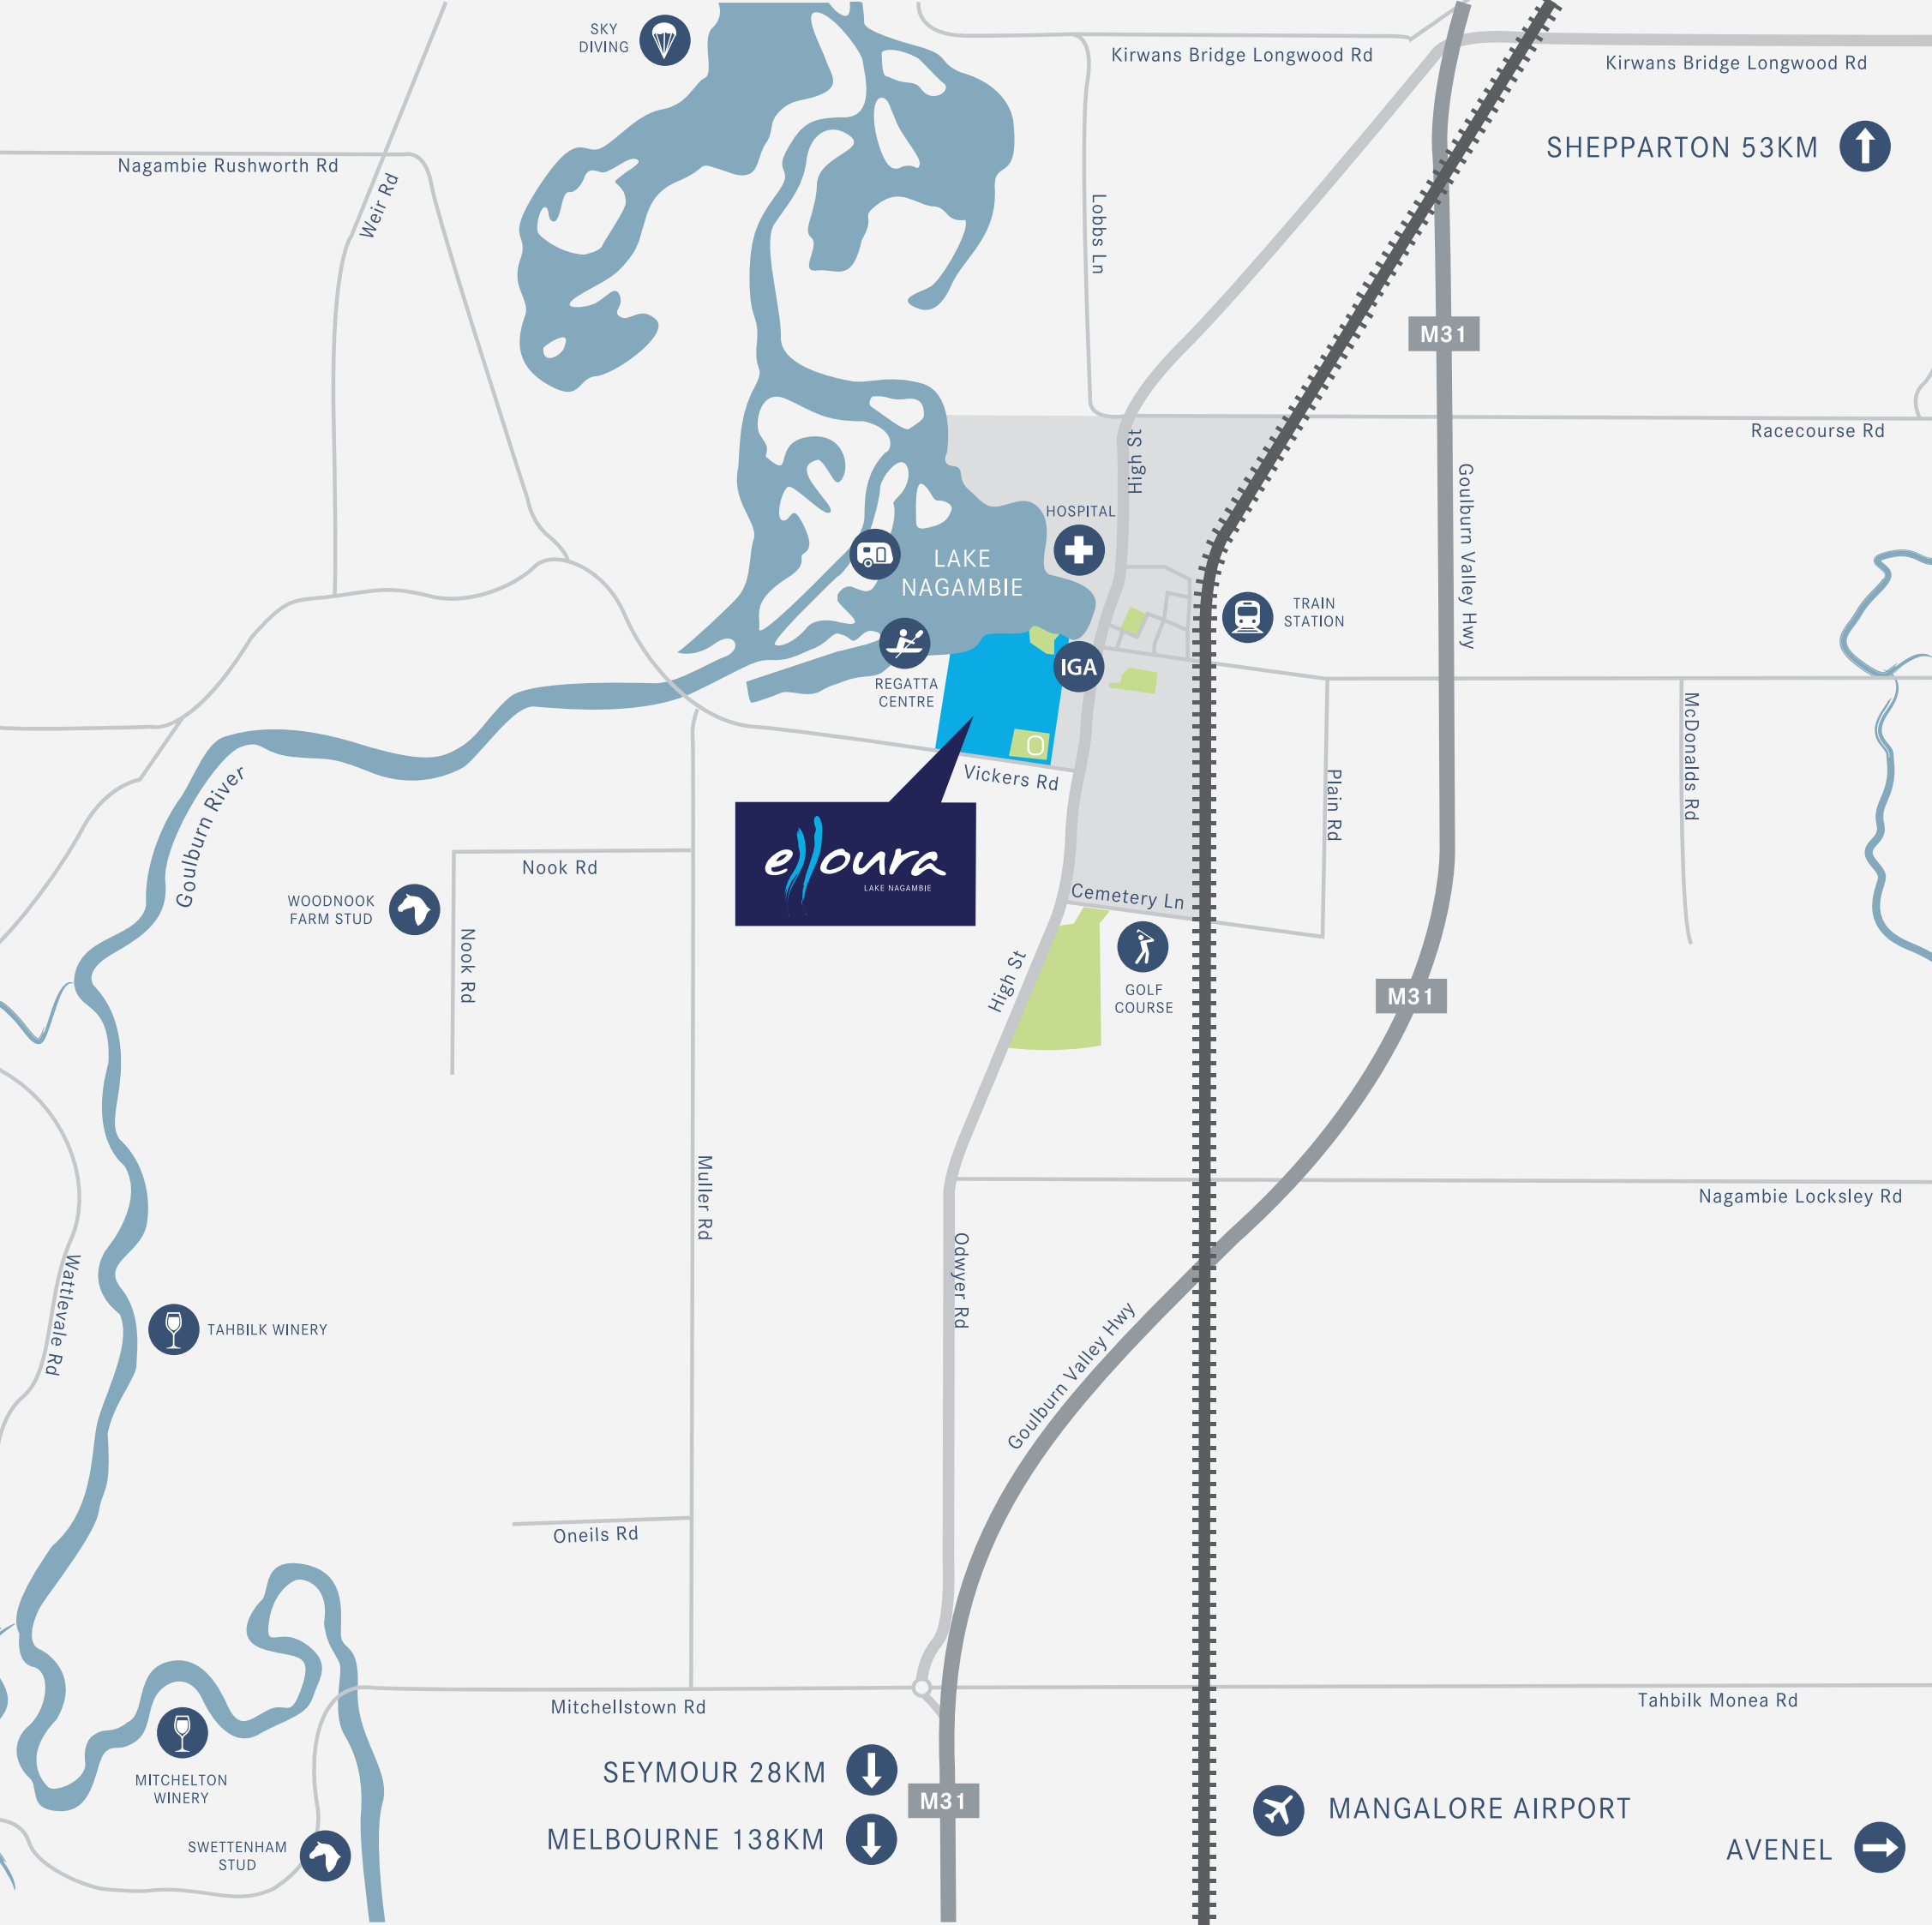 SKY
DIVING
Kirwans Bridge Longwood Rd
Kirwans Bridge Longwood Rd
SHEPPARTON 53KM
Nagambie Rushworth Rd
Weir Rd
Lobbs Ln
M31
Racecourse Rd
High St
Goulburn Valley Hwy
HOSPITAL
LAKE
NAGAMBIE
TRAIN
STATION
IGA
REGATTA
CENTRE
McDonalds Rd
Plain Rd
Vickers Rd
Goulburn River
elloura
LAKE NAGAMBIE
Nook Rd
WOODNOOK
FARM STUD
Nook Rd
Cemetery Ln
High St
GOLF
COURSE
M31
Muller Rd
Nagambie Locksley Rd
Odwyer Rd
Wattlevale Rd
TAHBILK WINERY
Goulburn Valley Hwy
Oneils Rd
Mitchellstown Rd
Tahbilk Monea Rd
MITCHELTON
WINERY
SEYMOUR 28KM
M31
MANGALORE AIRPORT
MELBOURNE 138KM
AVENEL
SWETTENHAM
STUD